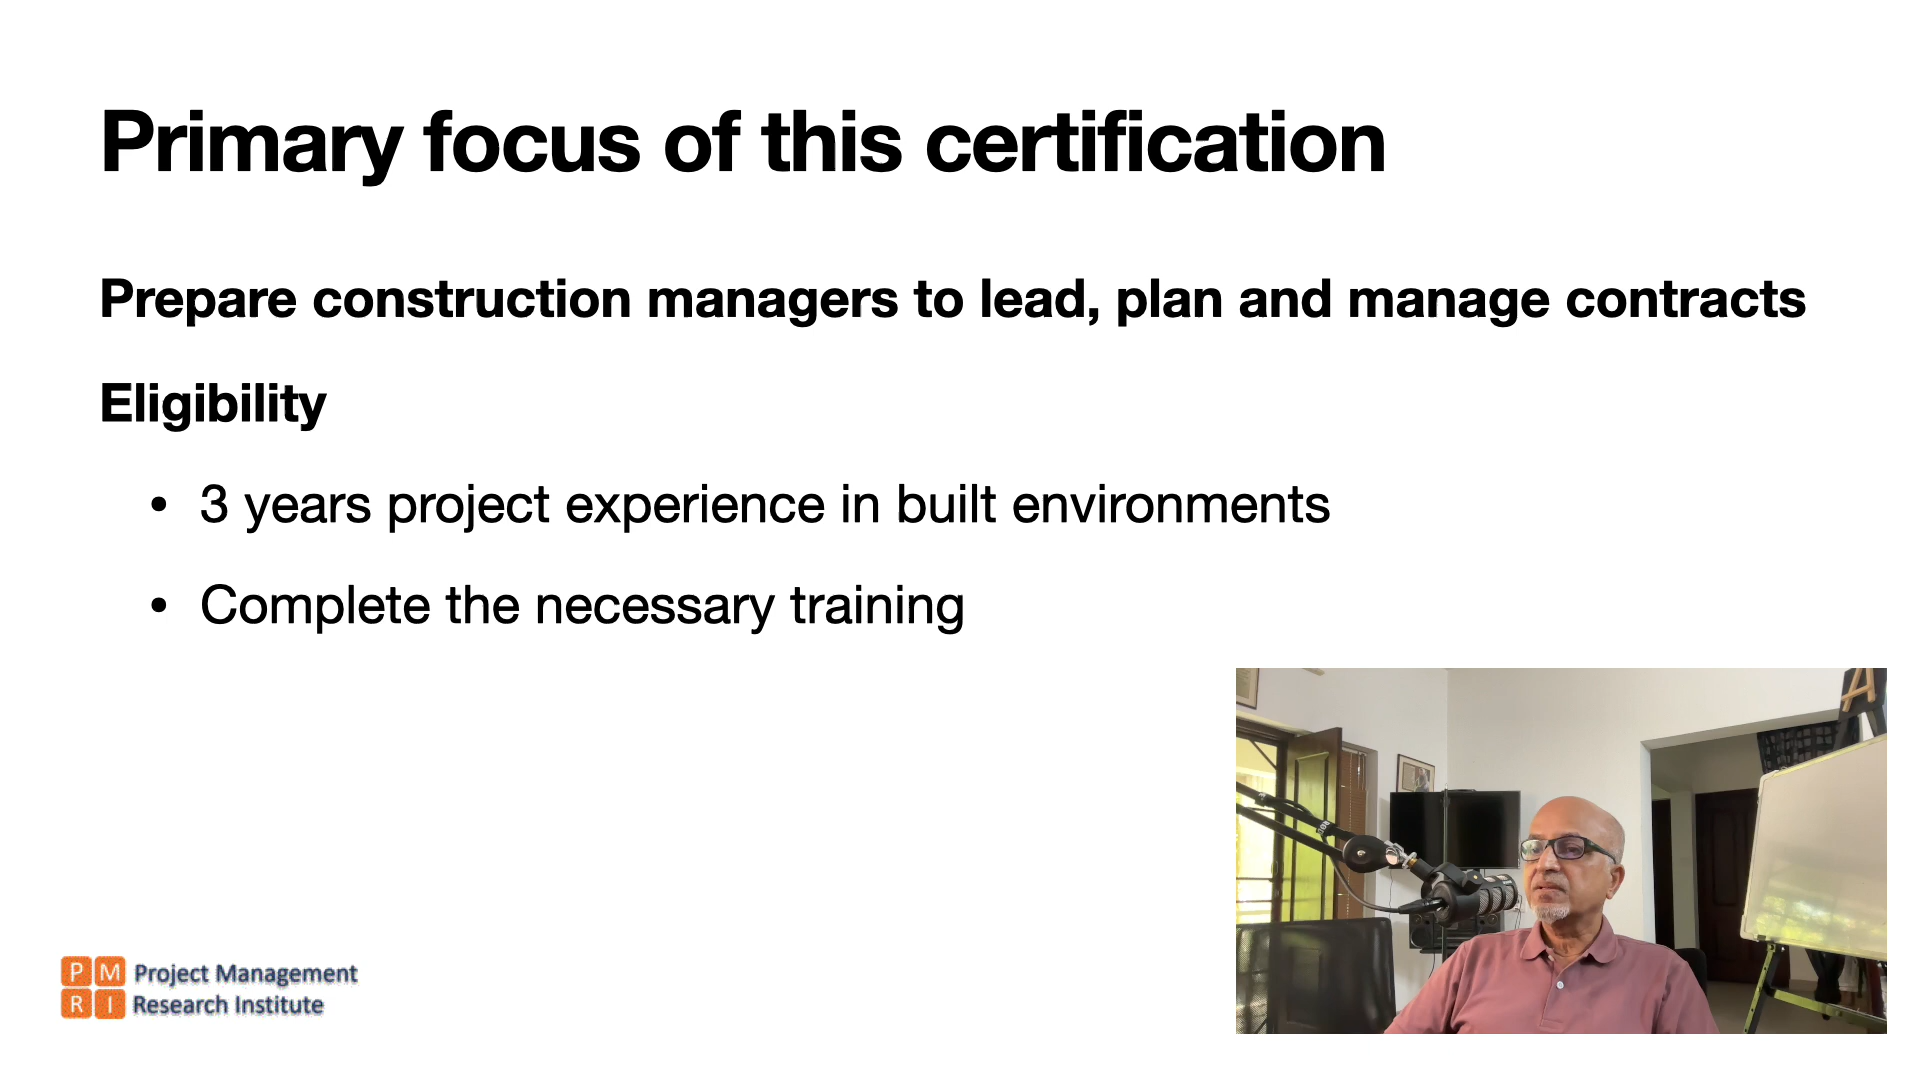 Primary focus of this certification
Prepare construction managers to lead, plan and manage contracts
Eligibility
• 3 years project experience in built environments
• Complete the necessary training
P M
R I
Project Management
Research Institute